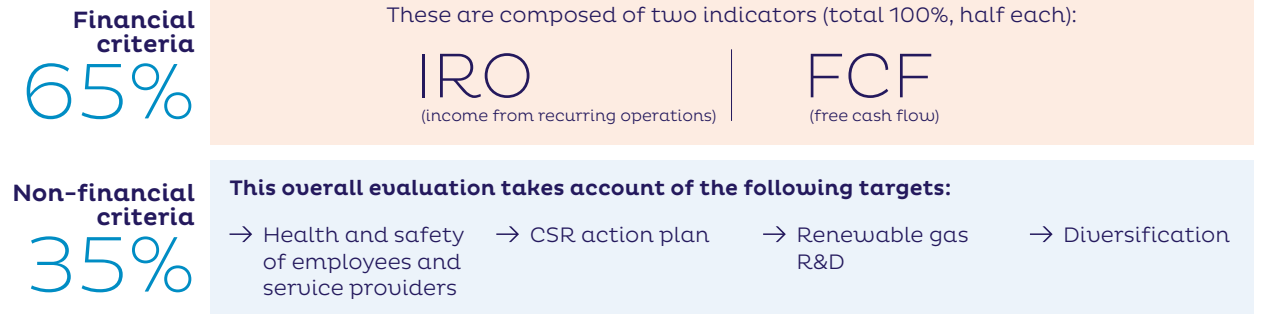 Financial
criteria
65%
These are composed of two indicators (total 100%, half each):
IRO
(income from recurring operations)
FCF
(free cash flow)
Non-financial
criteria
35%
This overall evaluation takes account of the following targets:
→ Health and safety
of employees and
service providers
→ CSR action plan
→ Renewable gas
R&D
→ Diversification